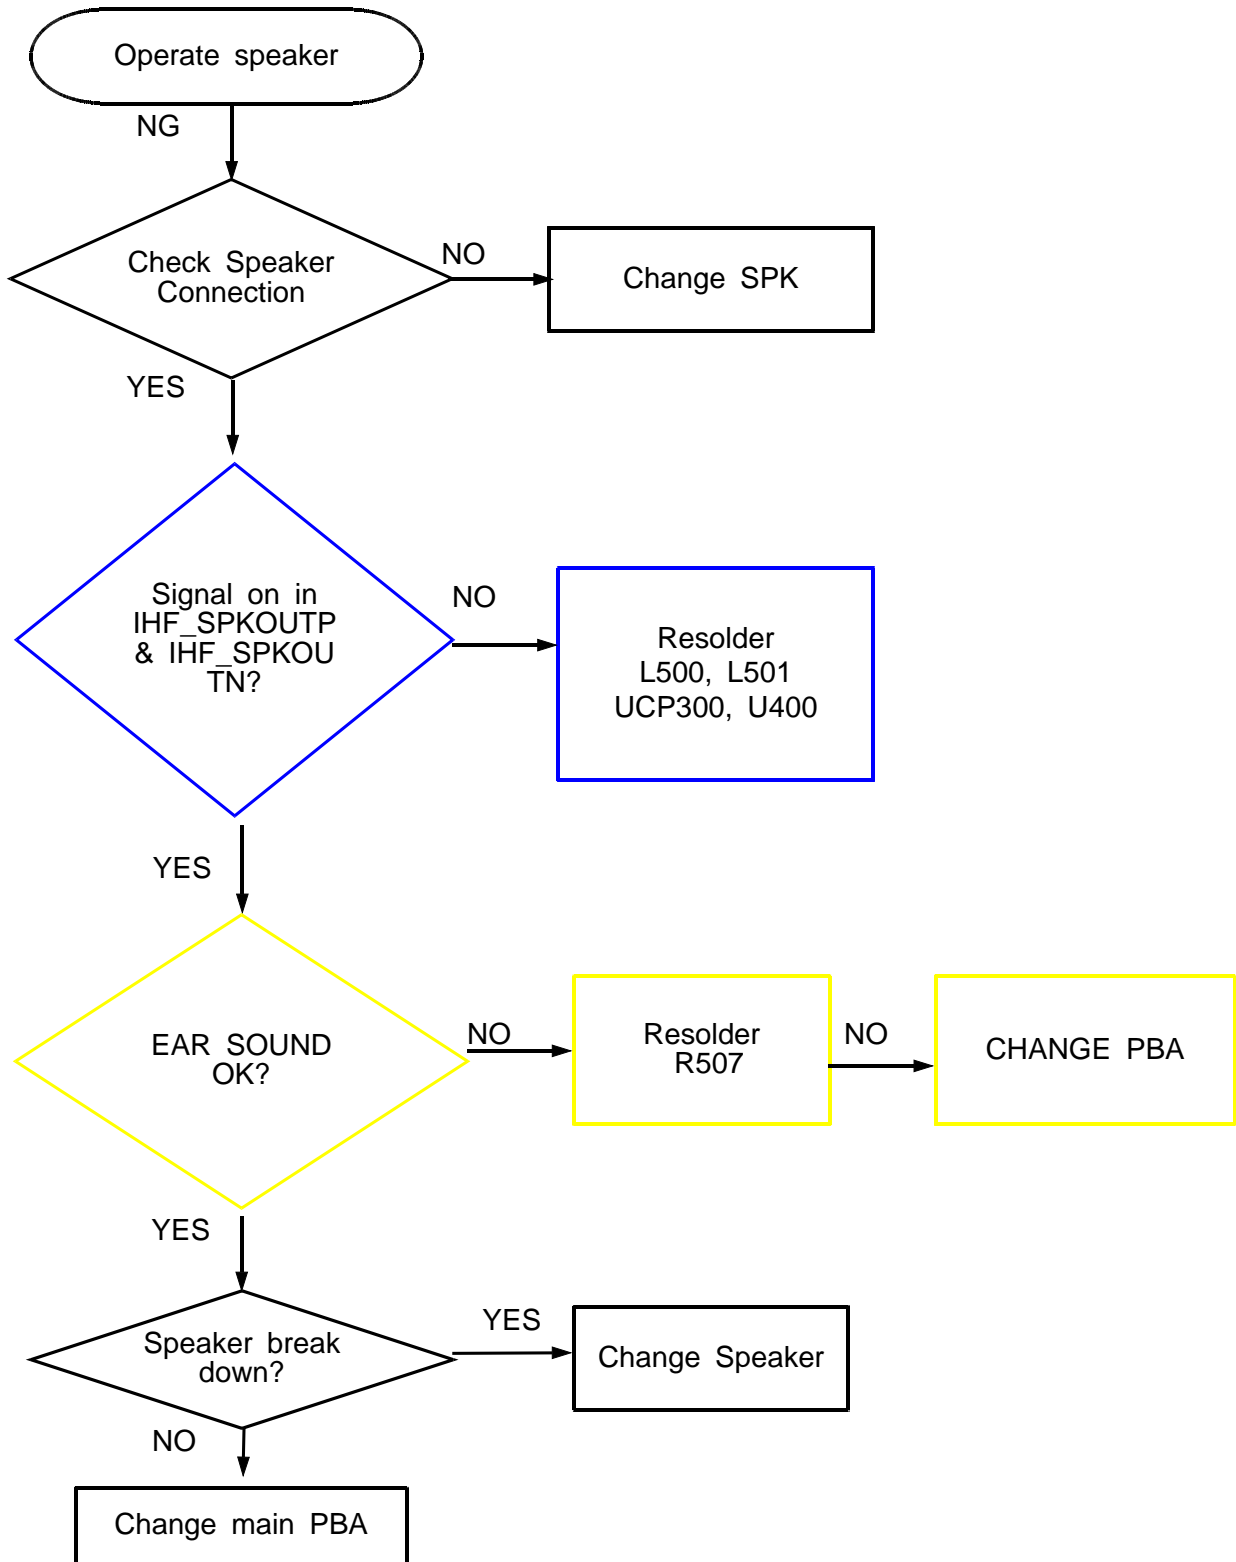 Operate speaker
NG
Check Speaker
Connection
NO
Change SPK
YES
Signal on in
IHF_SPKOUTP
& IHF_SPKOU
TN?
NO
Resolder
L500, L501
UCP300, U400
YES
EAR SOUND
OK?
NO
Resolder
R507
NO
CHANGE PBA
YES
Speaker break
down?
YES
Change Speaker
NO
Change main PBA